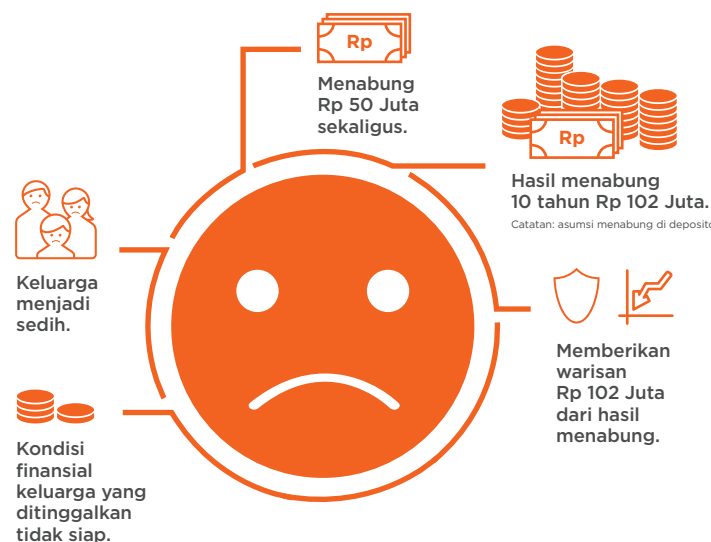 Rp
Menabung
Rp 50 Juta
sekaligus.
Rp
Hasil menabung
10 tahun Rp 102 Juta.
Catatan: asumsi menabung di deposito
Memberikan
warisan
Rp 102 Juta
dari hasil
menabung.
Keluarga
menjadi
sedih.
Kondisi
finansial
keluarga yang
ditinggalkan
tidak siap.